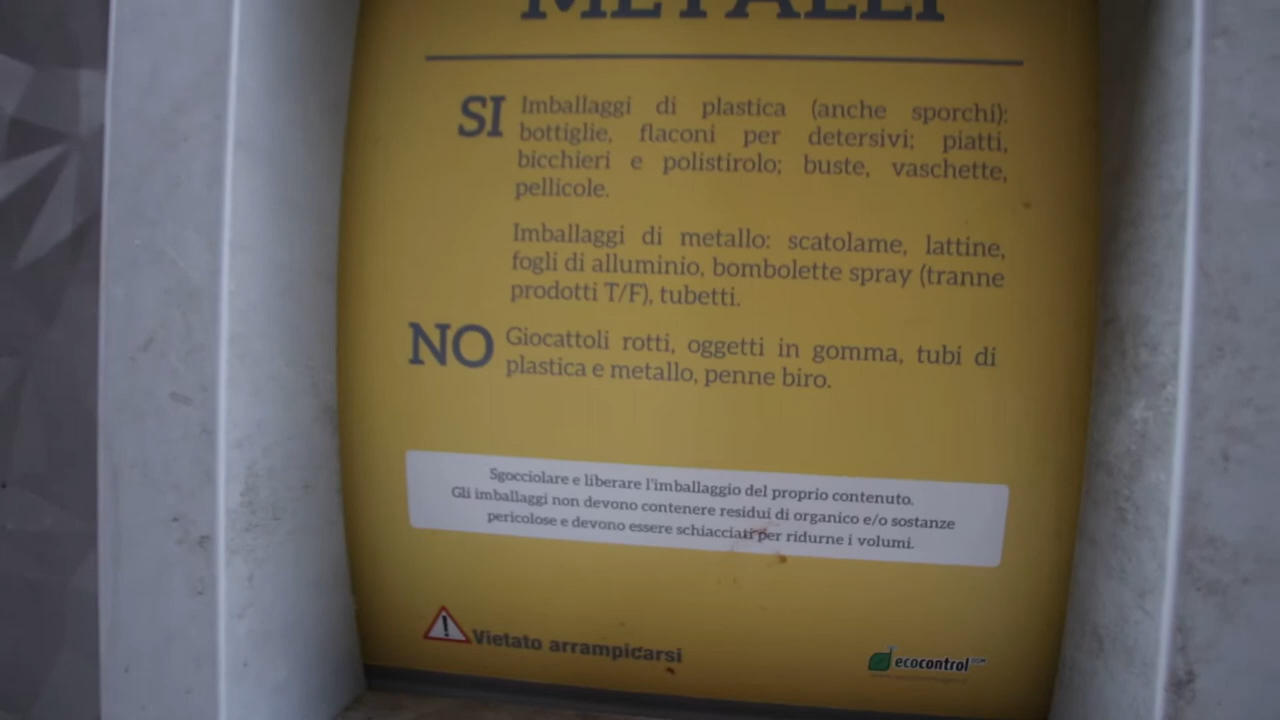 METALLI
SI Imballaggi di plastica (anche sporchi):
bottiglie, flaconi per detersivi; piatti,
bicchieri e polistirolo; buste, vaschette,
pellicole.
Imballaggi di metallo: scatolame, lattine,
fogli di alluminio, bombolette spray (tranne
prodotti T/F), tubetti.
NO Giocattoli rotti, oggetti in gomma, tubi di
plastica e metallo, penne biro.
Sgocciolare e liberare l'imballaggio del proprio contenuto.
Gli imballaggi non devono contenere residui di organico e/o sostanze
pericolose e devono essere schiacciati per ridurne i volumi.
Vietato arrampicarsi
ecocontrol